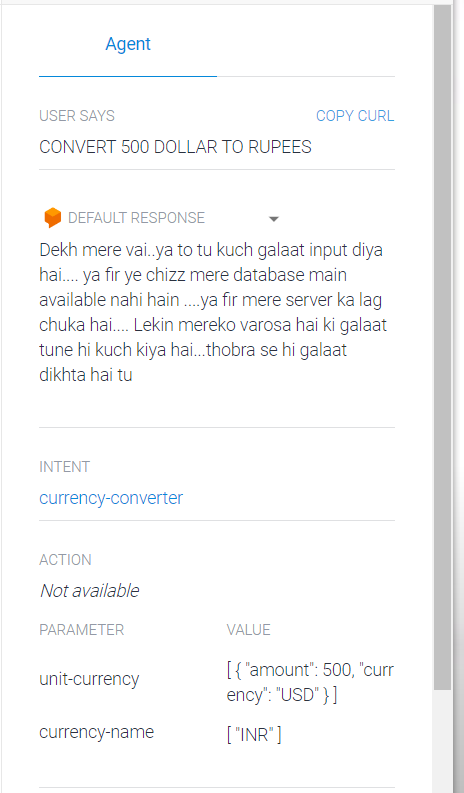 Agent
USER SAYS COPY CURL
CONVERT 500 DOLLAR TO RUPEES
DEFAULT RESPONSE
Dekh mere vai..ya to tu kuch galaat input diya
hai.... ya fir ye chizz mere database main
available nahi hain ....ya fir mere server ka lag
chuka hai.... Lekin mereko varosa hai ki galaat
tune hi kuch kiya hai...thobra se hi galaat
dikhta hai tu
INTENT
currency-converter
ACTION
Not available
PARAMETER VALUE
unit-currency [ { "amount": 500, "curr
ency": "USD" } ]
currency-name [ "INR" ]